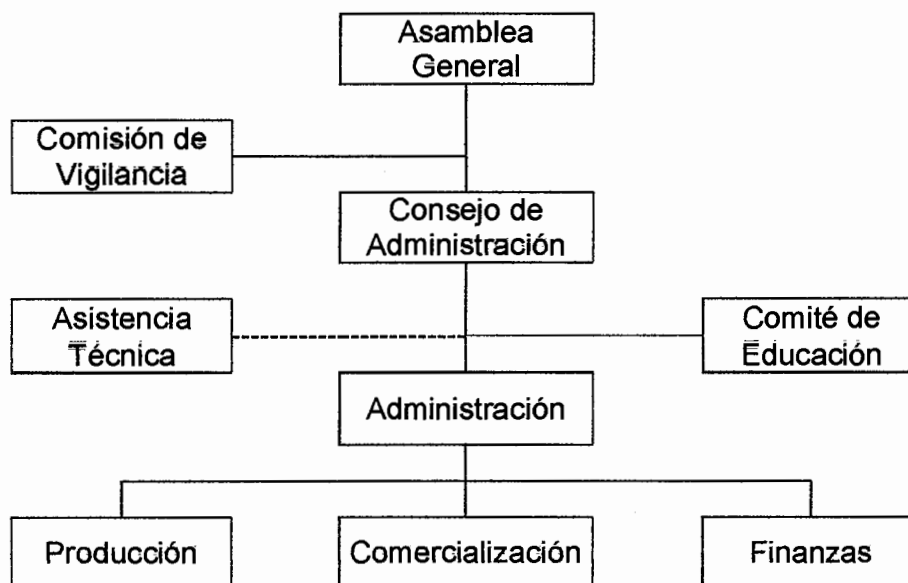 Asamblea
General
Comisión de
Vigilancia
Consejo de
Administración
Asistencia
Técnica
Comité de
Educación
Administración
Producción
Comercialización
Finanzas